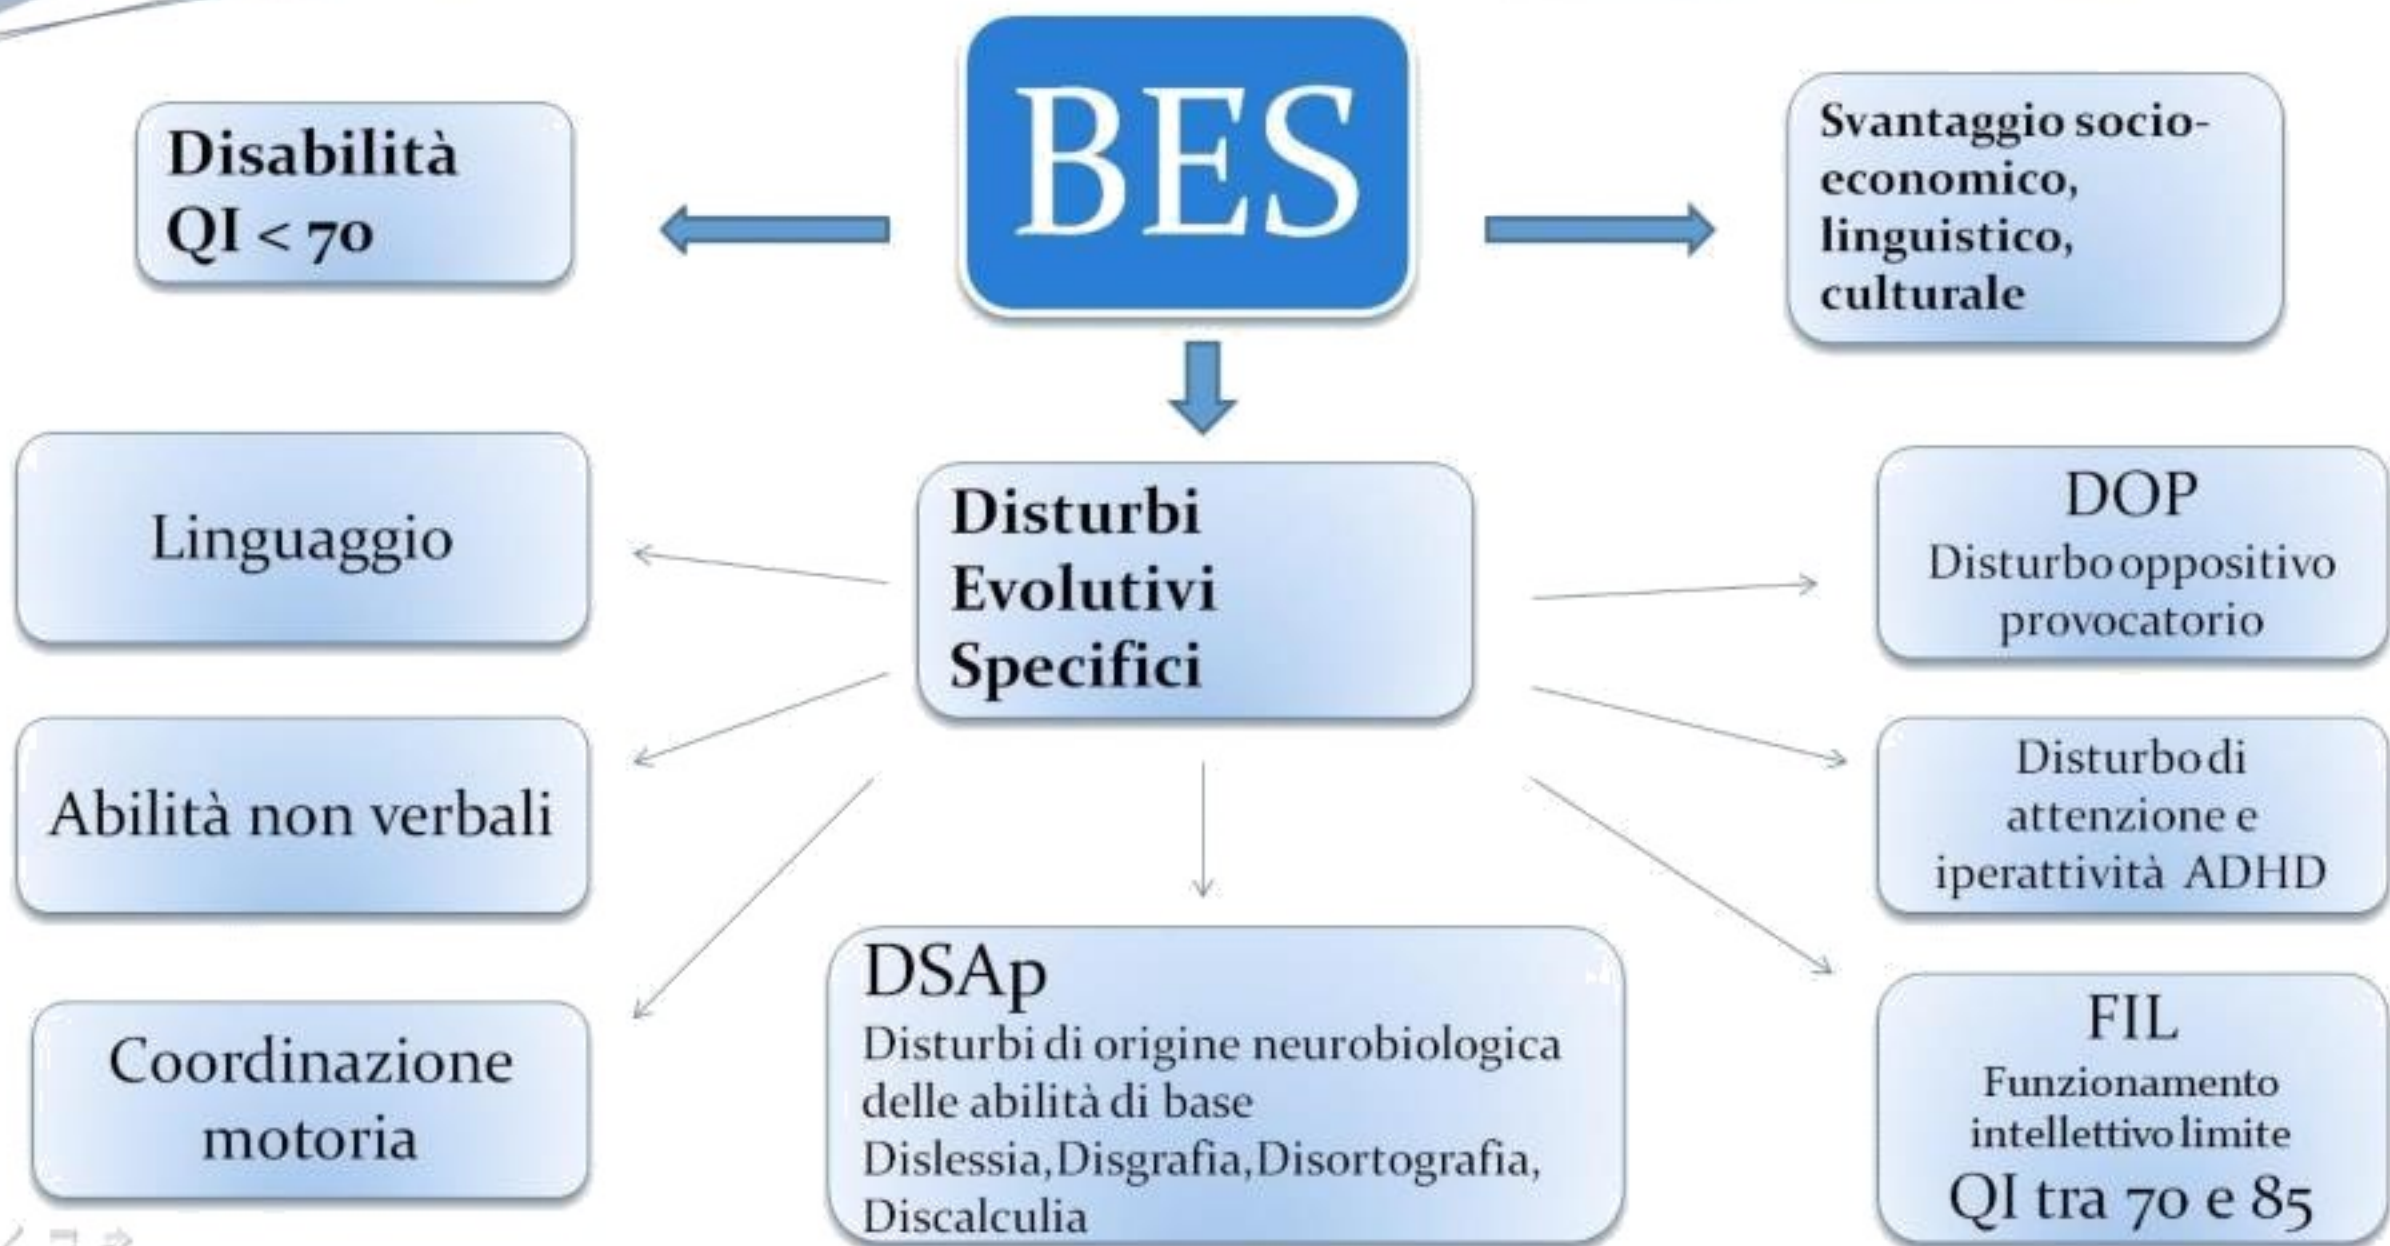 BES
Disabilità
QI < 70
Svantaggio socio-
economico,
linguistico,
culturale
Disturbi
Evolutivi
Specifici
Linguaggio
Abilità non verbali
Coordinazione
motoria
DSAp
Disturbi di origine neurobiologica
delle abilità di base
Dislessia, Disgrafia, Disortografia,
Discalculia
DOP
Disturbo oppositivo
provocatorio
Disturbo di
attenzione e
iperattività ADHD
FIL
Funzionamento
intellettivo limite
QI tra 70 e 85